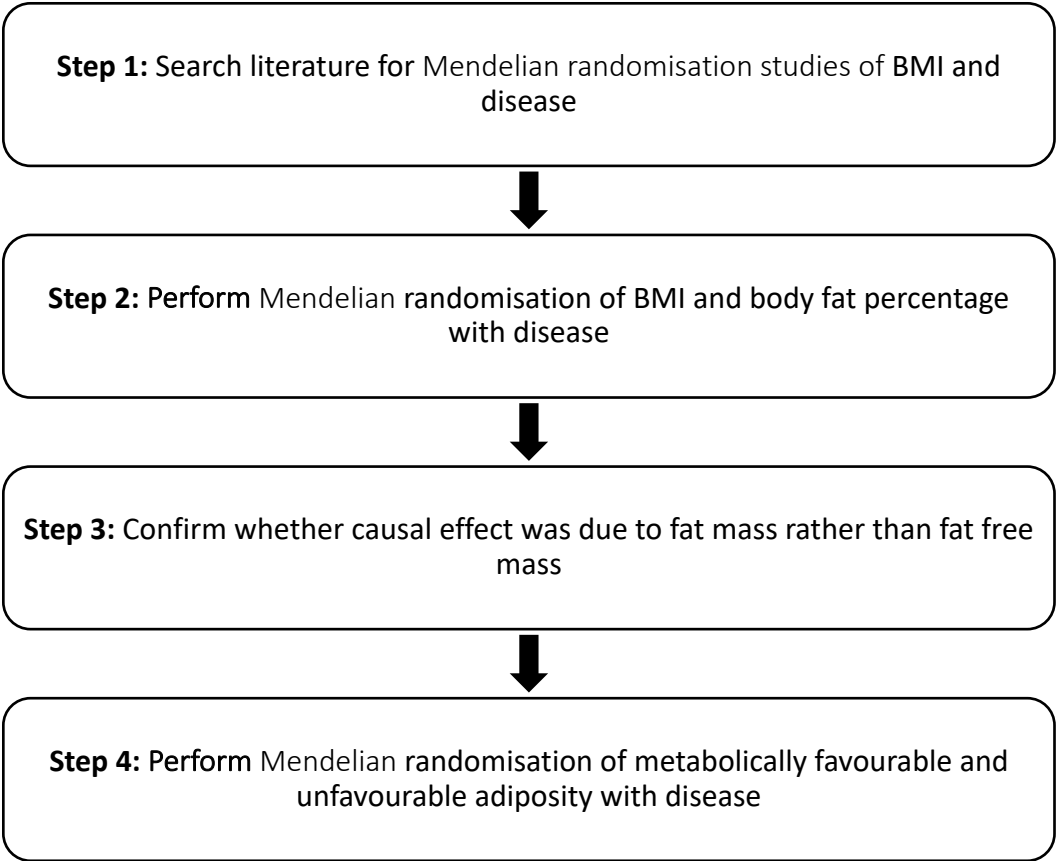 Step 1: Search literature for Mendelian randomisation studies of BMI and
disease
Step 2: Perform Mendelian randomisation of BMI and body fat percentage
with disease
Step 3: Confirm whether causal effect was due to fat mass rather than fat free
mass
Step 4: Perform Mendelian randomisation of metabolically favourable and
unfavourable adiposity with disease